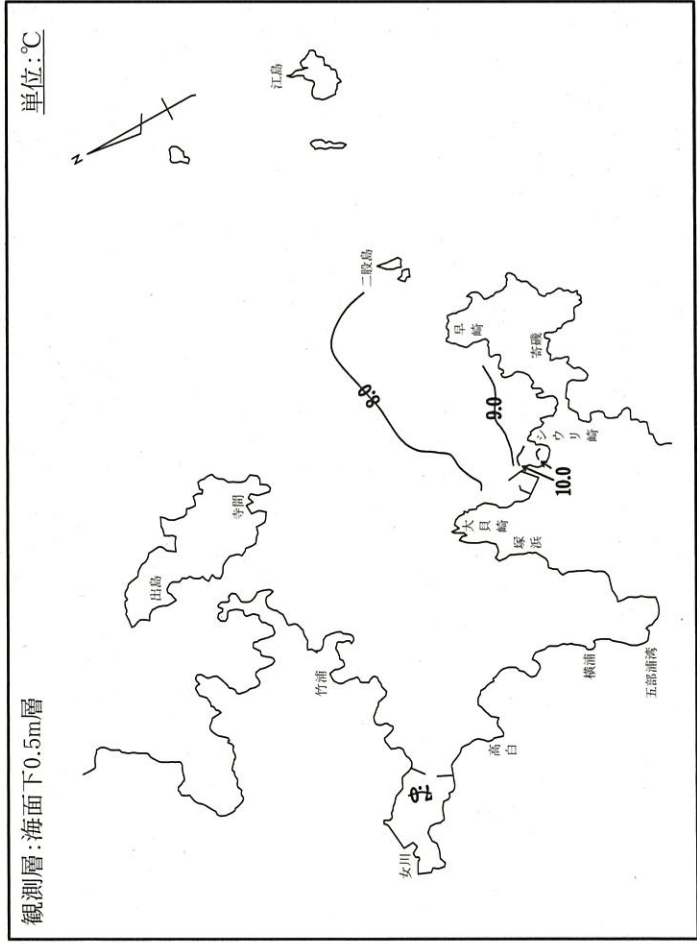 観測層:海面下0.5m層
単位:℃
N
江島
二股島
出島
寺間
早崎
寄磯
8.0
9.0
シウリ崎
10.0
大貝崎
塚浜
竹浦
女川
高白
横浦
五部浦湾